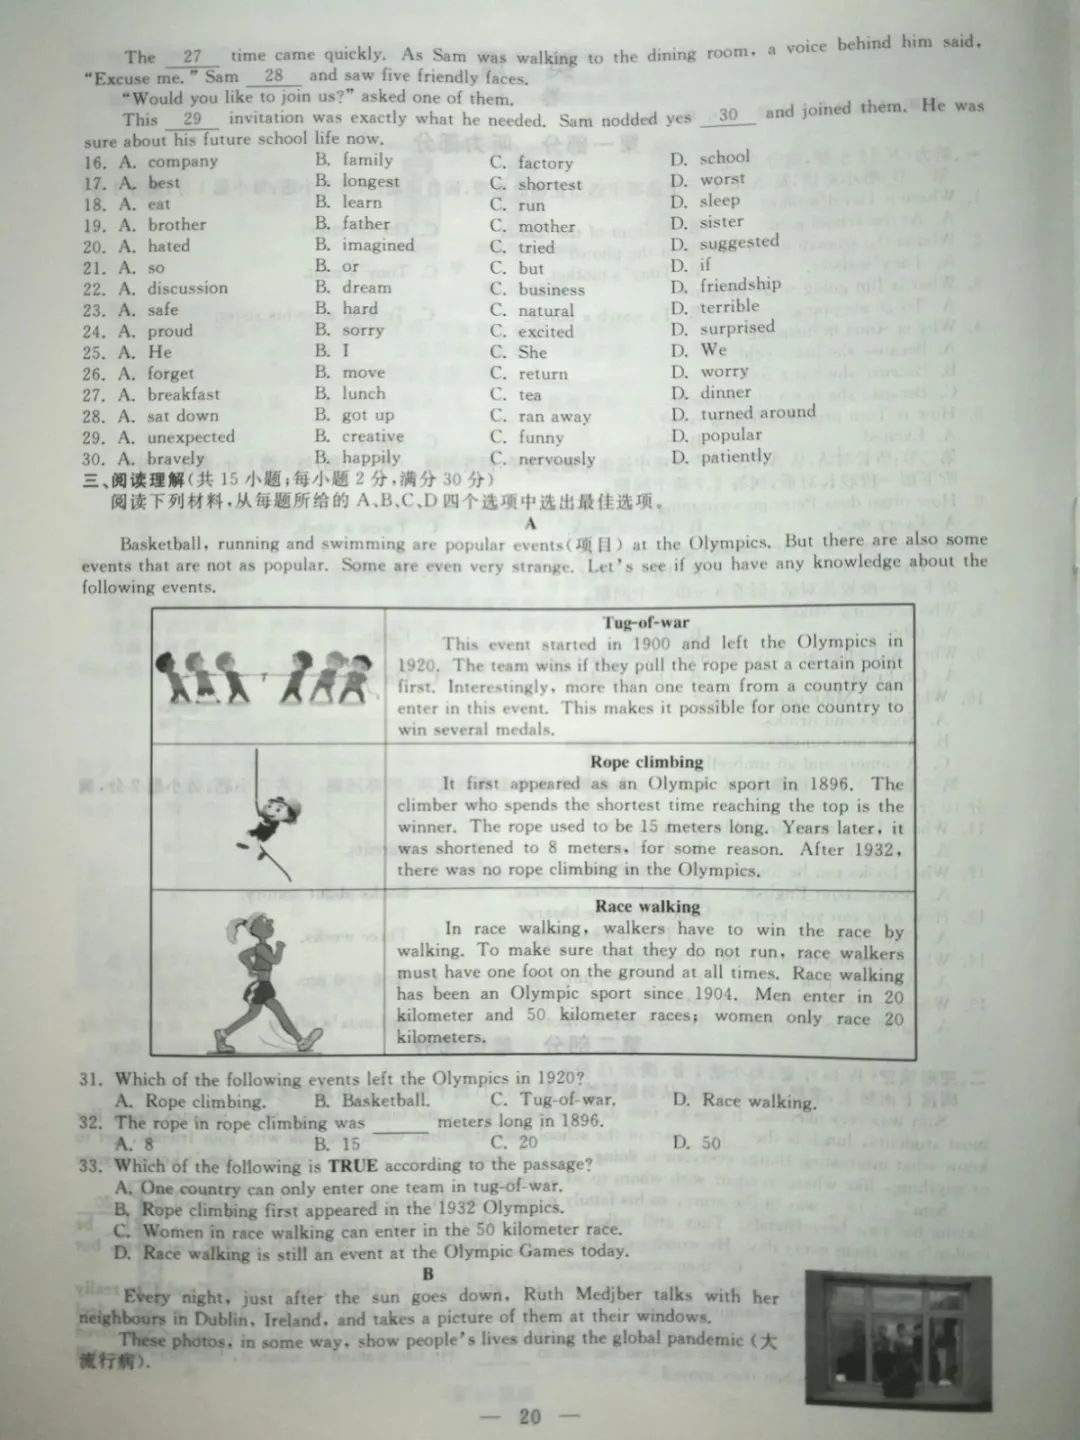 The 27 time came quickly. As Sam was walking to the dining room, a voice behind him said,
“Excuse me.” Sam 28 and saw five friendly faces.
“Would you like to join us?” asked one of them.
This 29 invitation was exactly what he needed. Sam nodded yes 30 and joined them. He was
sure about his future school life now.
16. A. company B. family C. factory D. school
17. A. best B. longest C. shortest D. worst
18. A. eat B. learn C. run D. sleep
19. A. brother B. father C. mother D. sister
20. A. hated B. imagined C. tried D. suggested
21. A. so B. or C. but D. if
22. A. discussion B. dream C. business D. friendship
23. A. safe B. hard C. natural D. terrible
24. A. proud B. sorry C. excited D. surprised
25. A. He B. I C. She D. We
26. A. forget B. move C. return D. worry
27. A. breakfast B. lunch C. tea D. dinner
28. A. sat down B. got up C. ran away D. turned around
29. A. unexpected B. creative C. funny D. popular
30. A. bravely B. happily C. nervously D. patiently
三、阅读理解(共 15 小题;每小题 2 分,满分 30 分)
阅读下列材料,从每题所给的 A、B、C、D 四个选项中选出最佳选项。
A
Basketball, running and swimming are popular events(项目) at the Olympics. But there are also some
events that are not as popular. Some are even very strange. Let's see if you have any knowledge about the
following events.
Tug-of-war
This event started in 1900 and left the Olympics in
1920. The team wins if they pull the rope past a certain point
first. Interestingly, more than one team from a country can
enter in this event. This makes it possible for one country to
win several medals.
Rope climbing
It first appeared as an Olympic sport in 1896. The
climber who spends the shortest time reaching the top is the
winner. The rope used to be 15 meters long. Years later, it
was shortened to 8 meters, for some reason. After 1932,
there was no rope climbing in the Olympics.
Race walking
In race walking, walkers have to win the race by
walking. To make sure that they do not run, race walkers
must have one foot on the ground at all times. Race walking
has been an Olympic sport since 1904. Men enter in 20
kilometer and 50 kilometer races; women only race 20
kilometers.
31. Which of the following events left the Olympics in 1920?
A. Rope climbing. B. Basketball. C. Tug-of-war. D. Race walking.
32. The rope in rope climbing was ______ meters long in 1896.
A. 8 B. 15 C. 20 D. 50
33. Which of the following is TRUE according to the passage?
A. One country can only enter one team in tug-of-war.
B. Rope climbing first appeared in the 1932 Olympics.
C. Women in race walking can enter in the 50 kilometer race.
D. Race walking is still an event at the Olympic Games today.
B
Every night, just after the sun goes down, Ruth Medjber talks with her
neighbours in Dublin, Ireland, and takes a picture of them at their windows.
These photos, in some way, show people's lives during the global pandemic (大
流行病).
— 20 —